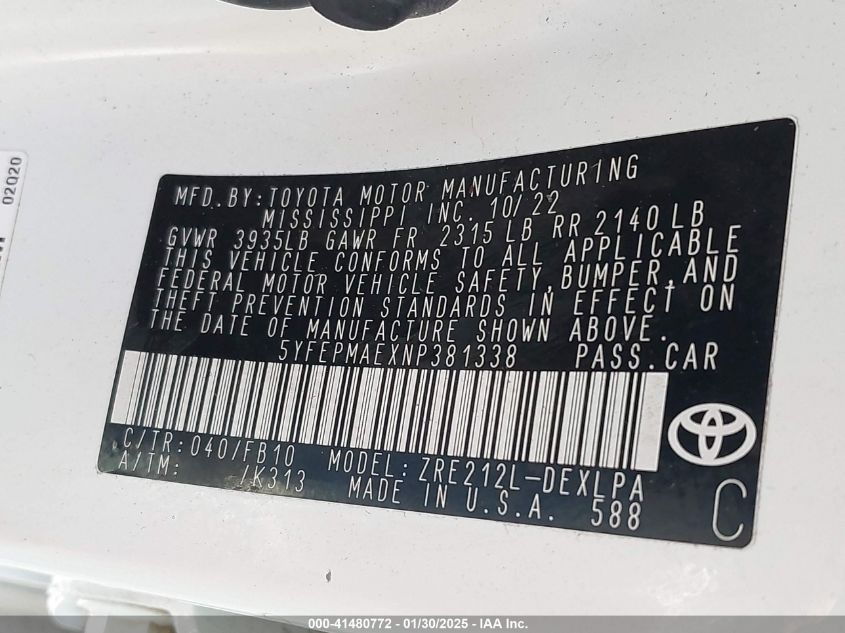 02020
MFD.BY:TOYOTA MOTOR MANUFACTURING
MISSISSIPPI INC. 10/22
GVWR 3935LB GAWR FR 2315 LB RR 2140 LB
THIS VEHICLE CONFORMS TO ALL APPLICABLE
FEDERAL MOTOR VEHICLE SAFETY,BUMPER,AND
THEFT PREVENTION STANDARDS IN EFFECT ON
THE DATE OF MANUFACTURE SHOWN ABOVE.
5YFEPMAEXNP381338 PASS.CAR
C/TR:040/FB10 MODEL:ZRE212L-DEXLPA
A/TM: /K313 MADE IN U.S.A. 588
C
000-41480772 - 01/30/2025 - IAA Inc.